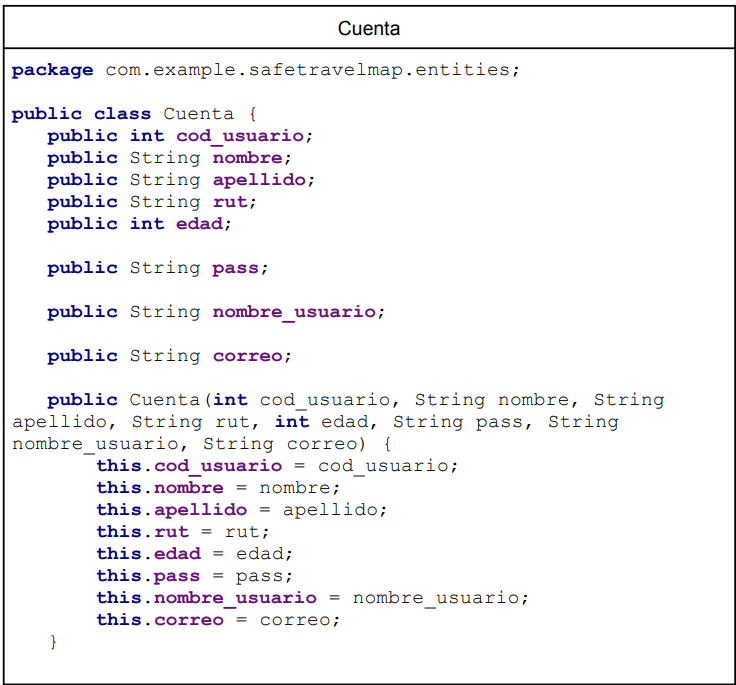 Cuenta
package com.example.safetravelmap.entities;
public class Cuenta {
public int cod_usuario;
public String nombre;
public String apellido;
public String rut;
public int edad;
public String pass;
public String nombre_usuario;
public String correo;
public Cuenta(int cod_usuario, String nombre, String
apellido, String rut, int edad, String pass, String
nombre_usuario, String correo) {
this.cod_usuario = cod_usuario;
this.nombre = nombre;
this.apellido = apellido;
this.rut = rut;
this.edad = edad;
this.pass = pass;
this.nombre_usuario = nombre_usuario;
this.correo = correo;
}